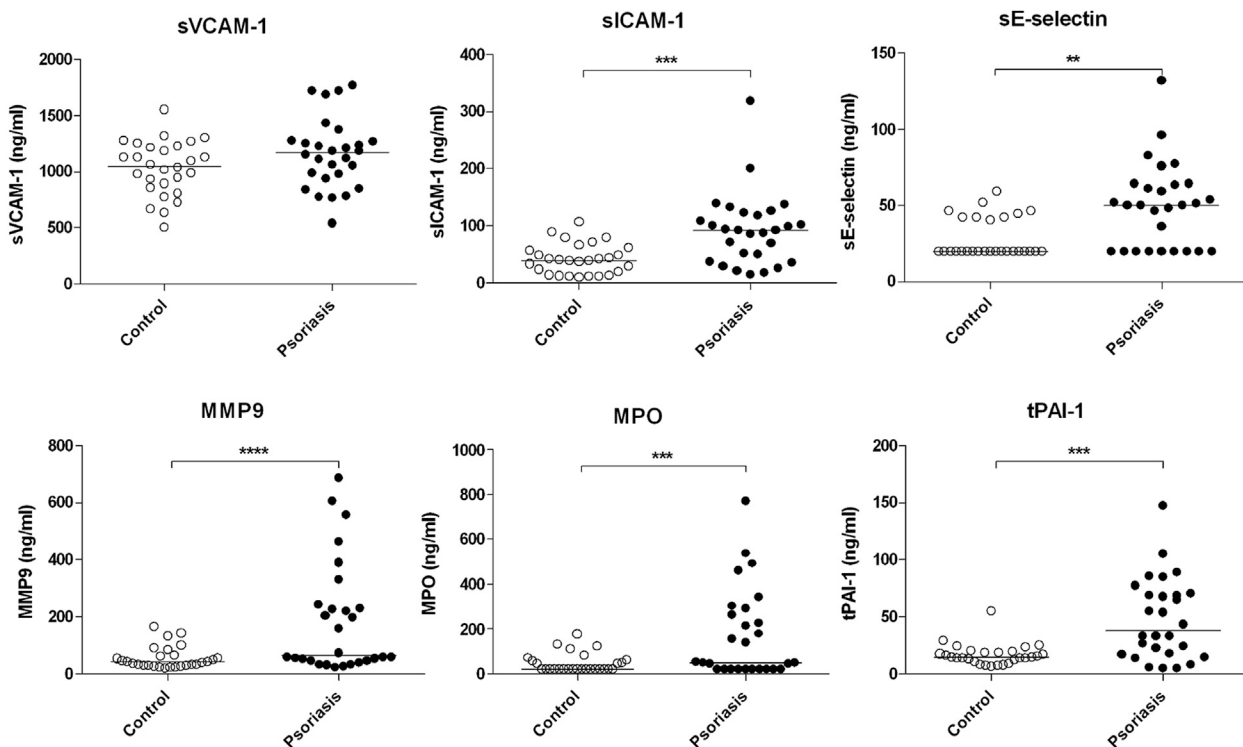 sVCAM-1
sVCAM-1 (ng/ml)
2000
1500
1000
500
0
Control
Psoriasis
sICAM-1
sICAM-1 (ng/ml)
400
300
200
100
0
***
Control
Psoriasis
sE-selectin
sE-selectin (ng/ml)
150
100
50
0
**
Control
Psoriasis
MMP9
MMP9 (ng/ml)
800
600
400
200
0
****
Control
Psoriasis
MPO
MPO (ng/ml)
1000
800
600
400
200
0
***
Control
Psoriasis
tPAI-1
tPAI-1 (ng/ml)
200
150
100
50
0
***
Control
Psoriasis